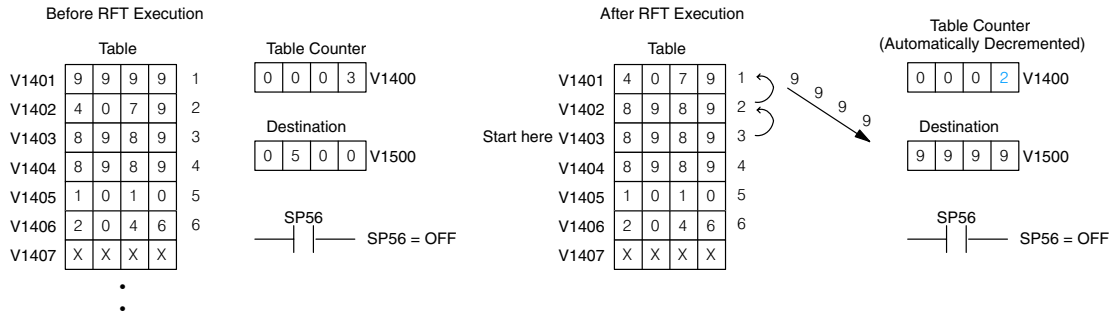 Before RFT Execution
Table
V1401 9 9 9 9 1
V1402 4 0 7 9 2
V1403 8 9 8 9 3
V1404 8 9 8 9 4
V1405 1 0 1 0 5
V1406 2 0 4 6 6
V1407 X X X X
Table Counter
0 0 0 3 V1400
Destination
0 5 0 0 V1500
SP56
SP56 = OFF
After RFT Execution
Table
V1401 4 0 7 9 1
V1402 8 9 8 9 2
Start here V1403 8 9 8 9 3
V1404 8 9 8 9 4
V1405 1 0 1 0 5
V1406 2 0 4 6 6
V1407 X X X X
9 9 9 9
Table Counter
(Automatically Decremented)
0 0 0 2 V1400
Destination
9 9 9 9 V1500
SP56
SP56 = OFF